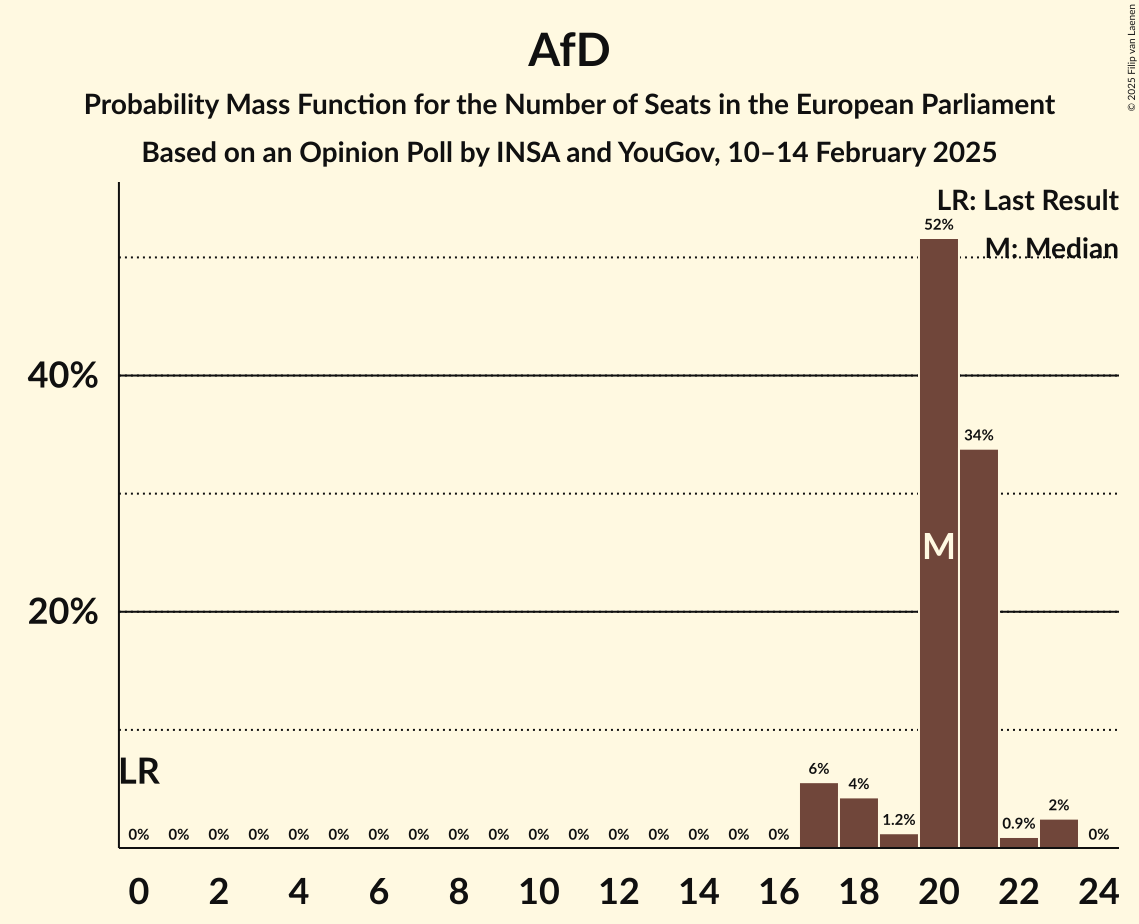 AfD
Probability Mass Function for the Number of Seats in the European Parliament
Based on an Opinion Poll by INSA and YouGov, 10–14 February 2025
© 2025 Filip van Laenen
LR: Last Result
M: Median
52%
40%
34%
M
20%
LR
0% 0% 0% 0% 0% 0% 0% 0% 0% 0% 0% 0% 0% 0% 0% 0% 0% 6% 4% 1.2% 0.9% 2% 0%
0 2 4 6 8 10 12 14 16 18 20 22 24